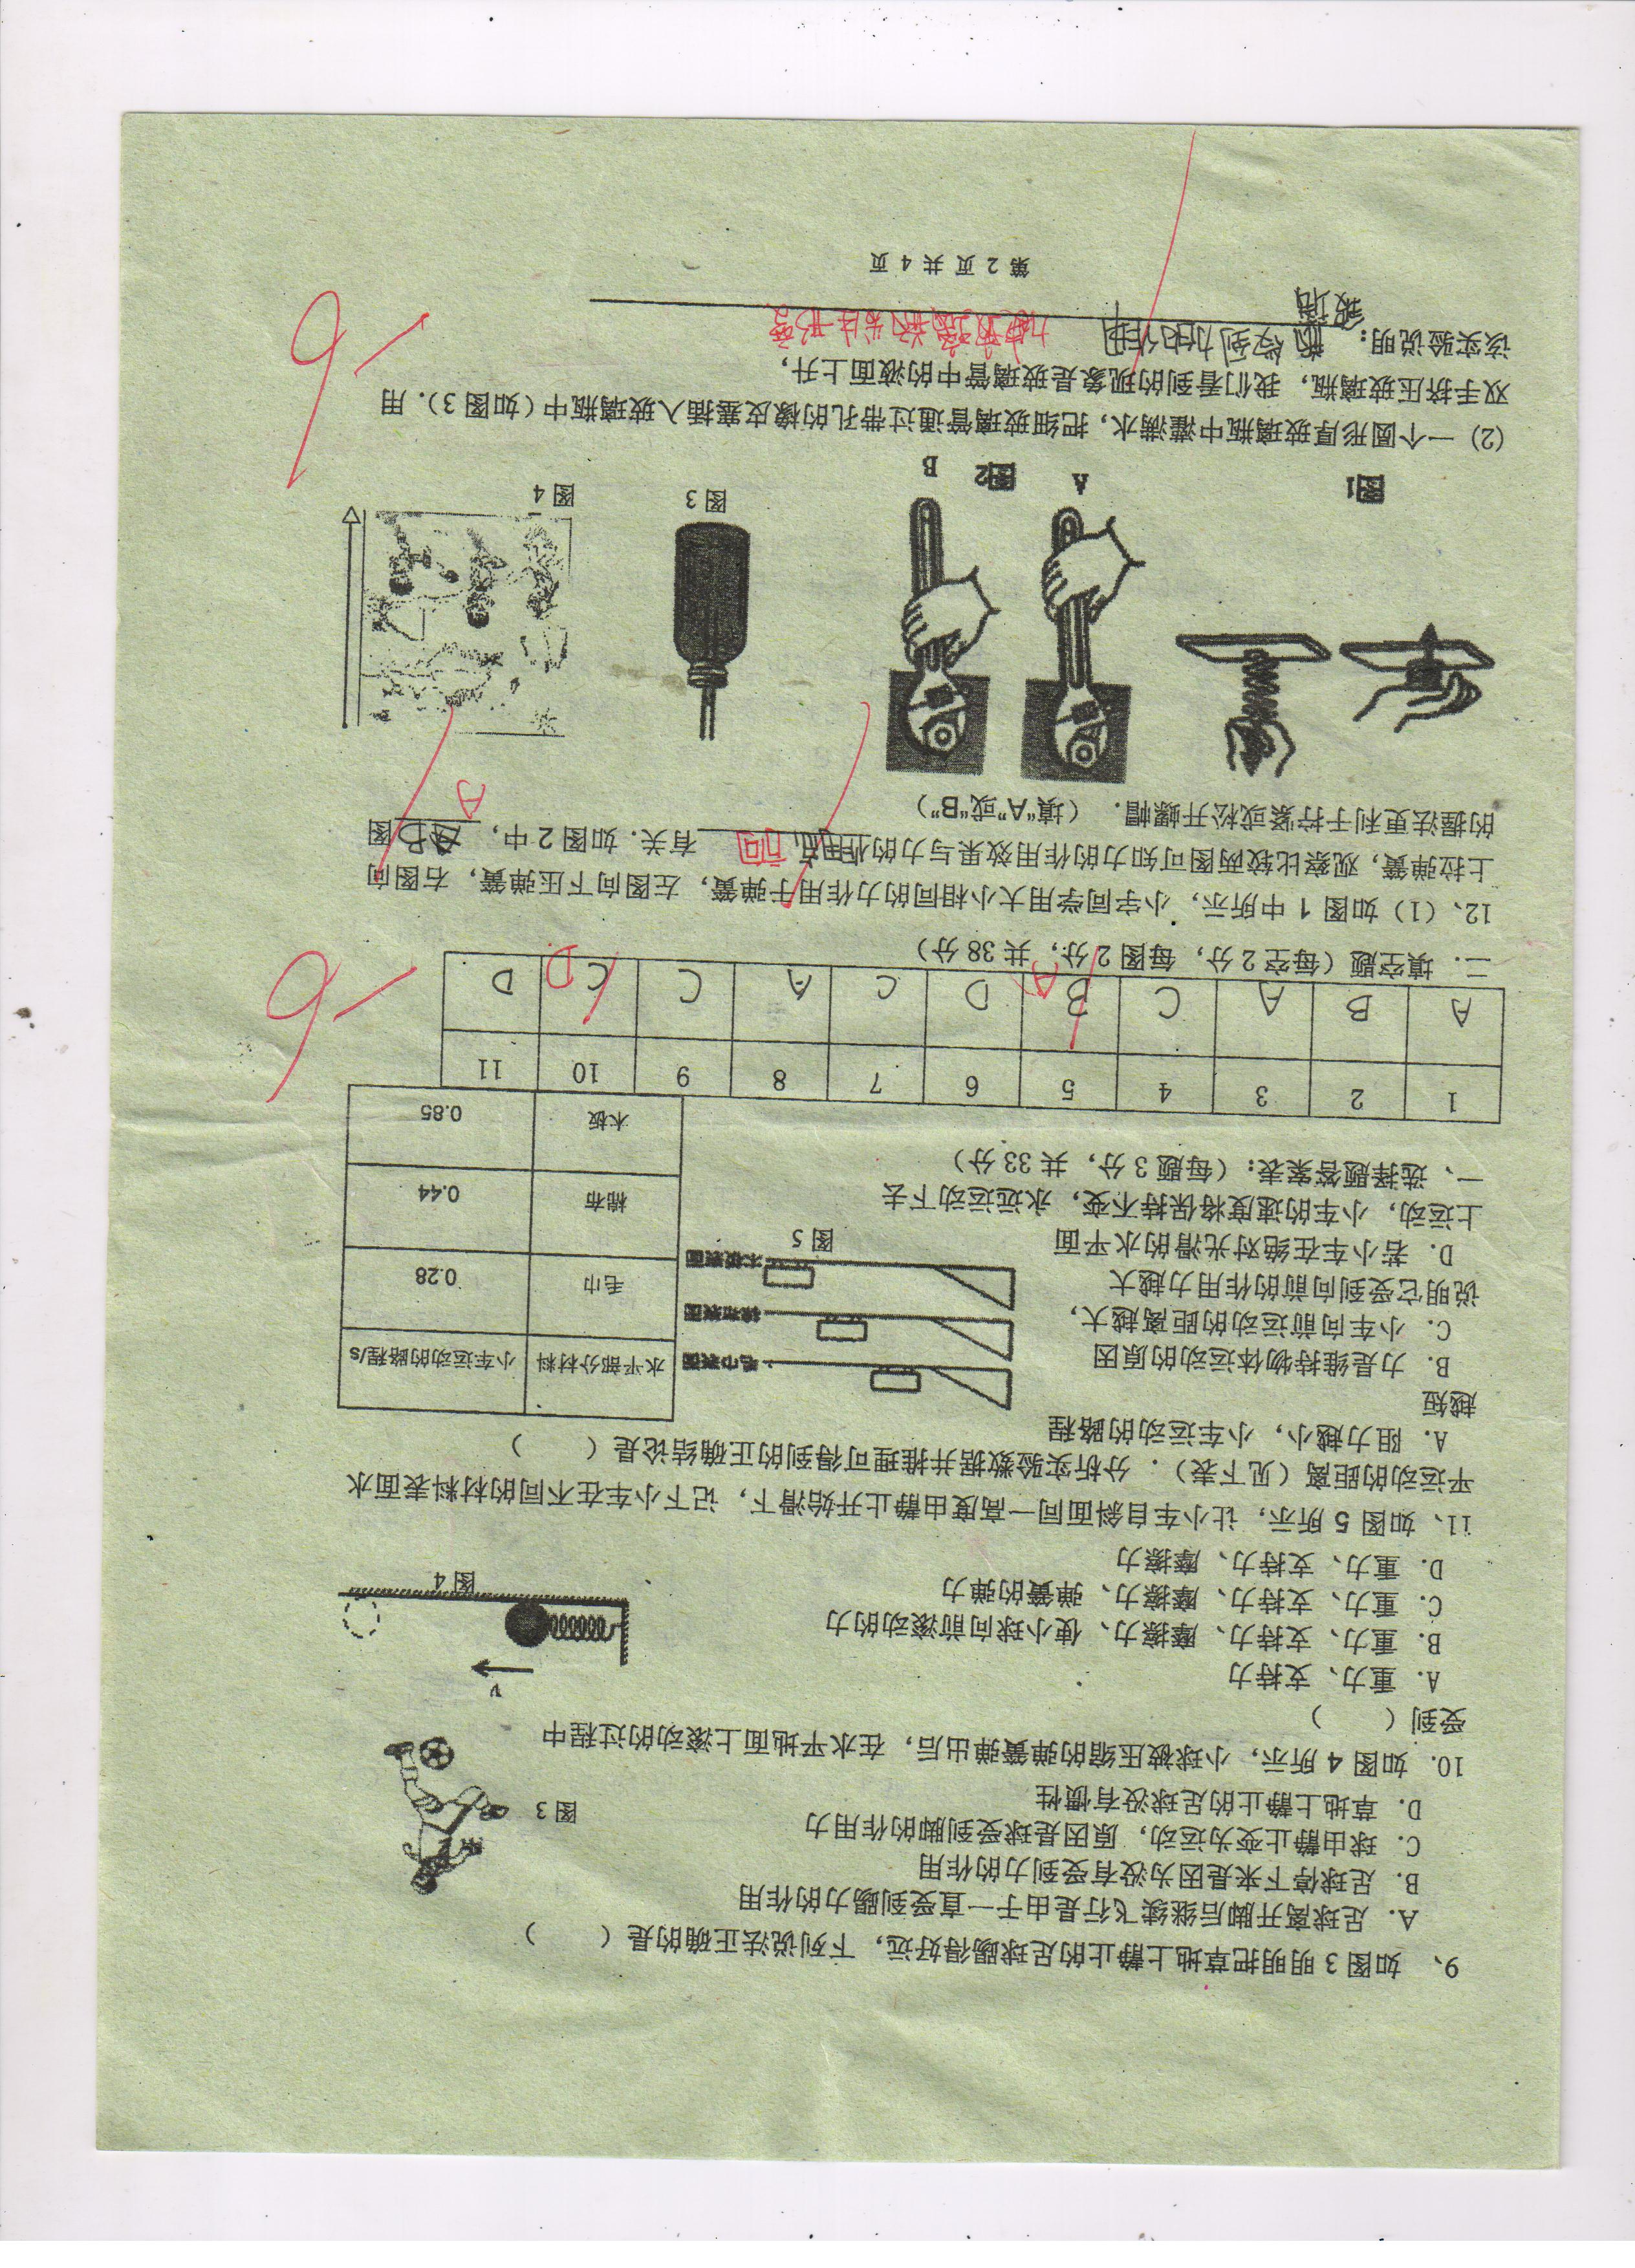 9、 如图 3 明明把草地上静止的足球踢得好远，下列说法正确的是（ ）
A. 足球离开脚后继续飞行是由于一直受到踢力的作用
B. 足球停下来是因为没有受到力的作用
C. 球由静止变为运动，原因是球受到脚的作用力
D. 草地上静止的足球没有惯性
图 3
10. 如图 4 所示，小球被压缩的弹簧弹出后，在水平地面上滚动的过程中
受到（ ）
A. 重力、支持力
B. 重力、支持力、摩擦力、使小球向前滚动的力
C. 重力、支持力、摩擦力、弹簧的弹力
D. 重力、支持力、摩擦力
v
图 4
11、如图 5 所示，让小车自斜面同一高度由静止开始滑下，记下小车在不同的材料表面水
平运动的距离（见下表）. 分析实验数据并推理可得到的正确结论是（ ）
A. 阻力越小，小车运动的路程
越短
B. 力是维持物体运动的原因
C. 小车向前运动的距离越大，
说明它受到向前的作用力越大
D. 若小车在绝对光滑的水平面
上运动，小车的速度将保持不变，永远运动下去
毛巾表面
棉布表面
木板表面
图 5
水平部分材料 小车运动的路程/s
毛巾 0.28
棉布 0.44
木板 0.85
一、选择题答案表：（每题 3 分，共 33 分）
1 2 3 4 5 6 7 8 9 10 11
A B A C B A D C A C C D D
二. 填空题（每空 2 分，每图 2 分，共 38 分）
12、（1）如图 1 中所示，小宇同学用大小相同的力作用于弹簧，左图向下压弹簧，右图向
上拉弹簧，观察比较两图可知力的作用效果与力的作用点 方向 有关. 如图 2 中， A 图
的握法更利于拧紧或松开螺帽. （填“A”或“B”）
图1
A
图2
B
图 3
图 4
（2）一个圆形厚玻璃瓶中灌满水，把细玻璃管通过带孔的橡皮塞插入玻璃瓶中（如图 3）. 用
双手挤压玻璃瓶，我们看到的现象是玻璃管中的液面上升，
该实验说明： 受到力的作用 力使玻璃瓶发生形变
第 2 页 共 4 页